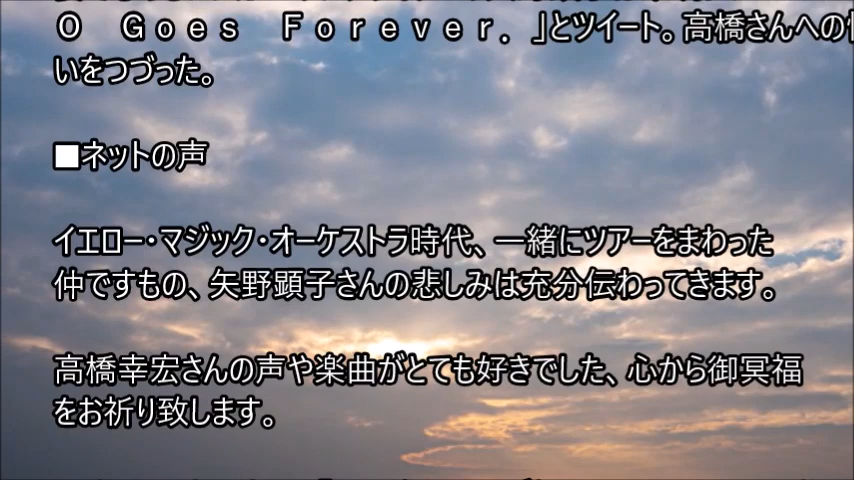 Ｏ　Ｇｏｅｓ　Ｆｏｒｅｖｅｒ．」とツイート。高橋さんへの
いをつづった。
■ネットの声
イエロー・マジック・オーケストラ時代、一緒にツアーをまわった
仲ですもの、矢野顕子さんの悲しみは充分伝わってきます。
高橋幸宏さんの声や楽曲がとても好きでした、心から御冥福
をお祈り致します。